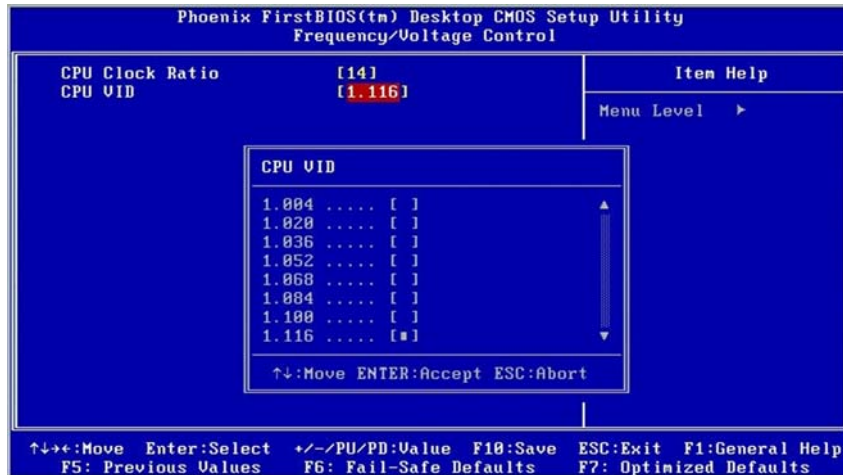 Phoenix FirstBIOS(tm) Desktop CMOS Setup Utility
Frequency/Voltage Control
CPU Clock Ratio [14]
CPU VID [1.116]
Item Help
Menu Level ►
CPU VID
1.004 ..... [ ]
1.020 ..... [ ]
1.036 ..... [ ]
1.052 ..... [ ]
1.068 ..... [ ]
1.084 ..... [ ]
1.100 ..... [ ]
1.116 ..... [■]
↑↓:Move ENTER:Accept ESC:Abort
↑↓→←:Move Enter:Select +/-/PU/PD:Value F10:Save ESC:Exit F1:General Help
F5: Previous Values F6: Fail-Safe Defaults F7: Optimized Defaults